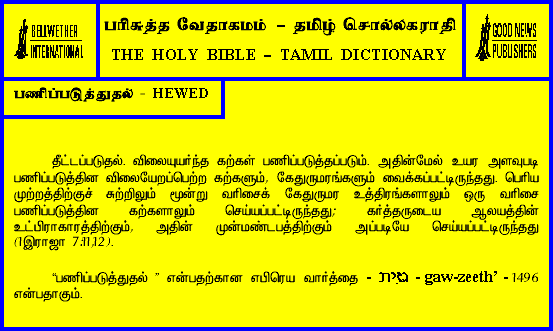 BELLWETHER
INTERNATIONAL
பரிசுத்த வேதாகமம் – தமிழ் சொல்லகராதி
THE HOLY BIBLE – TAMIL DICTIONARY
GOOD NEWS
PUBLISHERS
பணிப்படுத்துதல் - HEWED
தீட்டப்படுதல். விலையுயர்ந்த கற்கள் பணிப்படுத்தப்படும். அதின்மேல் உயர அளவுபடி
பணிப்படுத்தின விலையேறப்பெற்ற கற்களும், கேதுருமரங்களும் வைக்கப்பட்டிருந்தது. பெரிய
முற்றத்திற்குச் சுற்றிலும் மூன்று வரிசைக் கேதுருமர உத்திரங்களாலும் ஒரு வரிசை
பணிப்படுத்தின கற்களாலும் செய்யப்பட்டிருந்தது; கர்த்தருடைய ஆலயத்தின்
உட்பிராகாரத்திற்கும், அதின் முன்மண்டபத்திற்கும் அப்படியே செய்யப்பட்டிருந்தது
(1இராஜா 7:11,12).
“பணிப்படுத்துதல் ” என்பதற்கான எபிரெய வார்த்தை - גָּזִית - gaw-zeeth’ - 1496
என்பதாகும்.